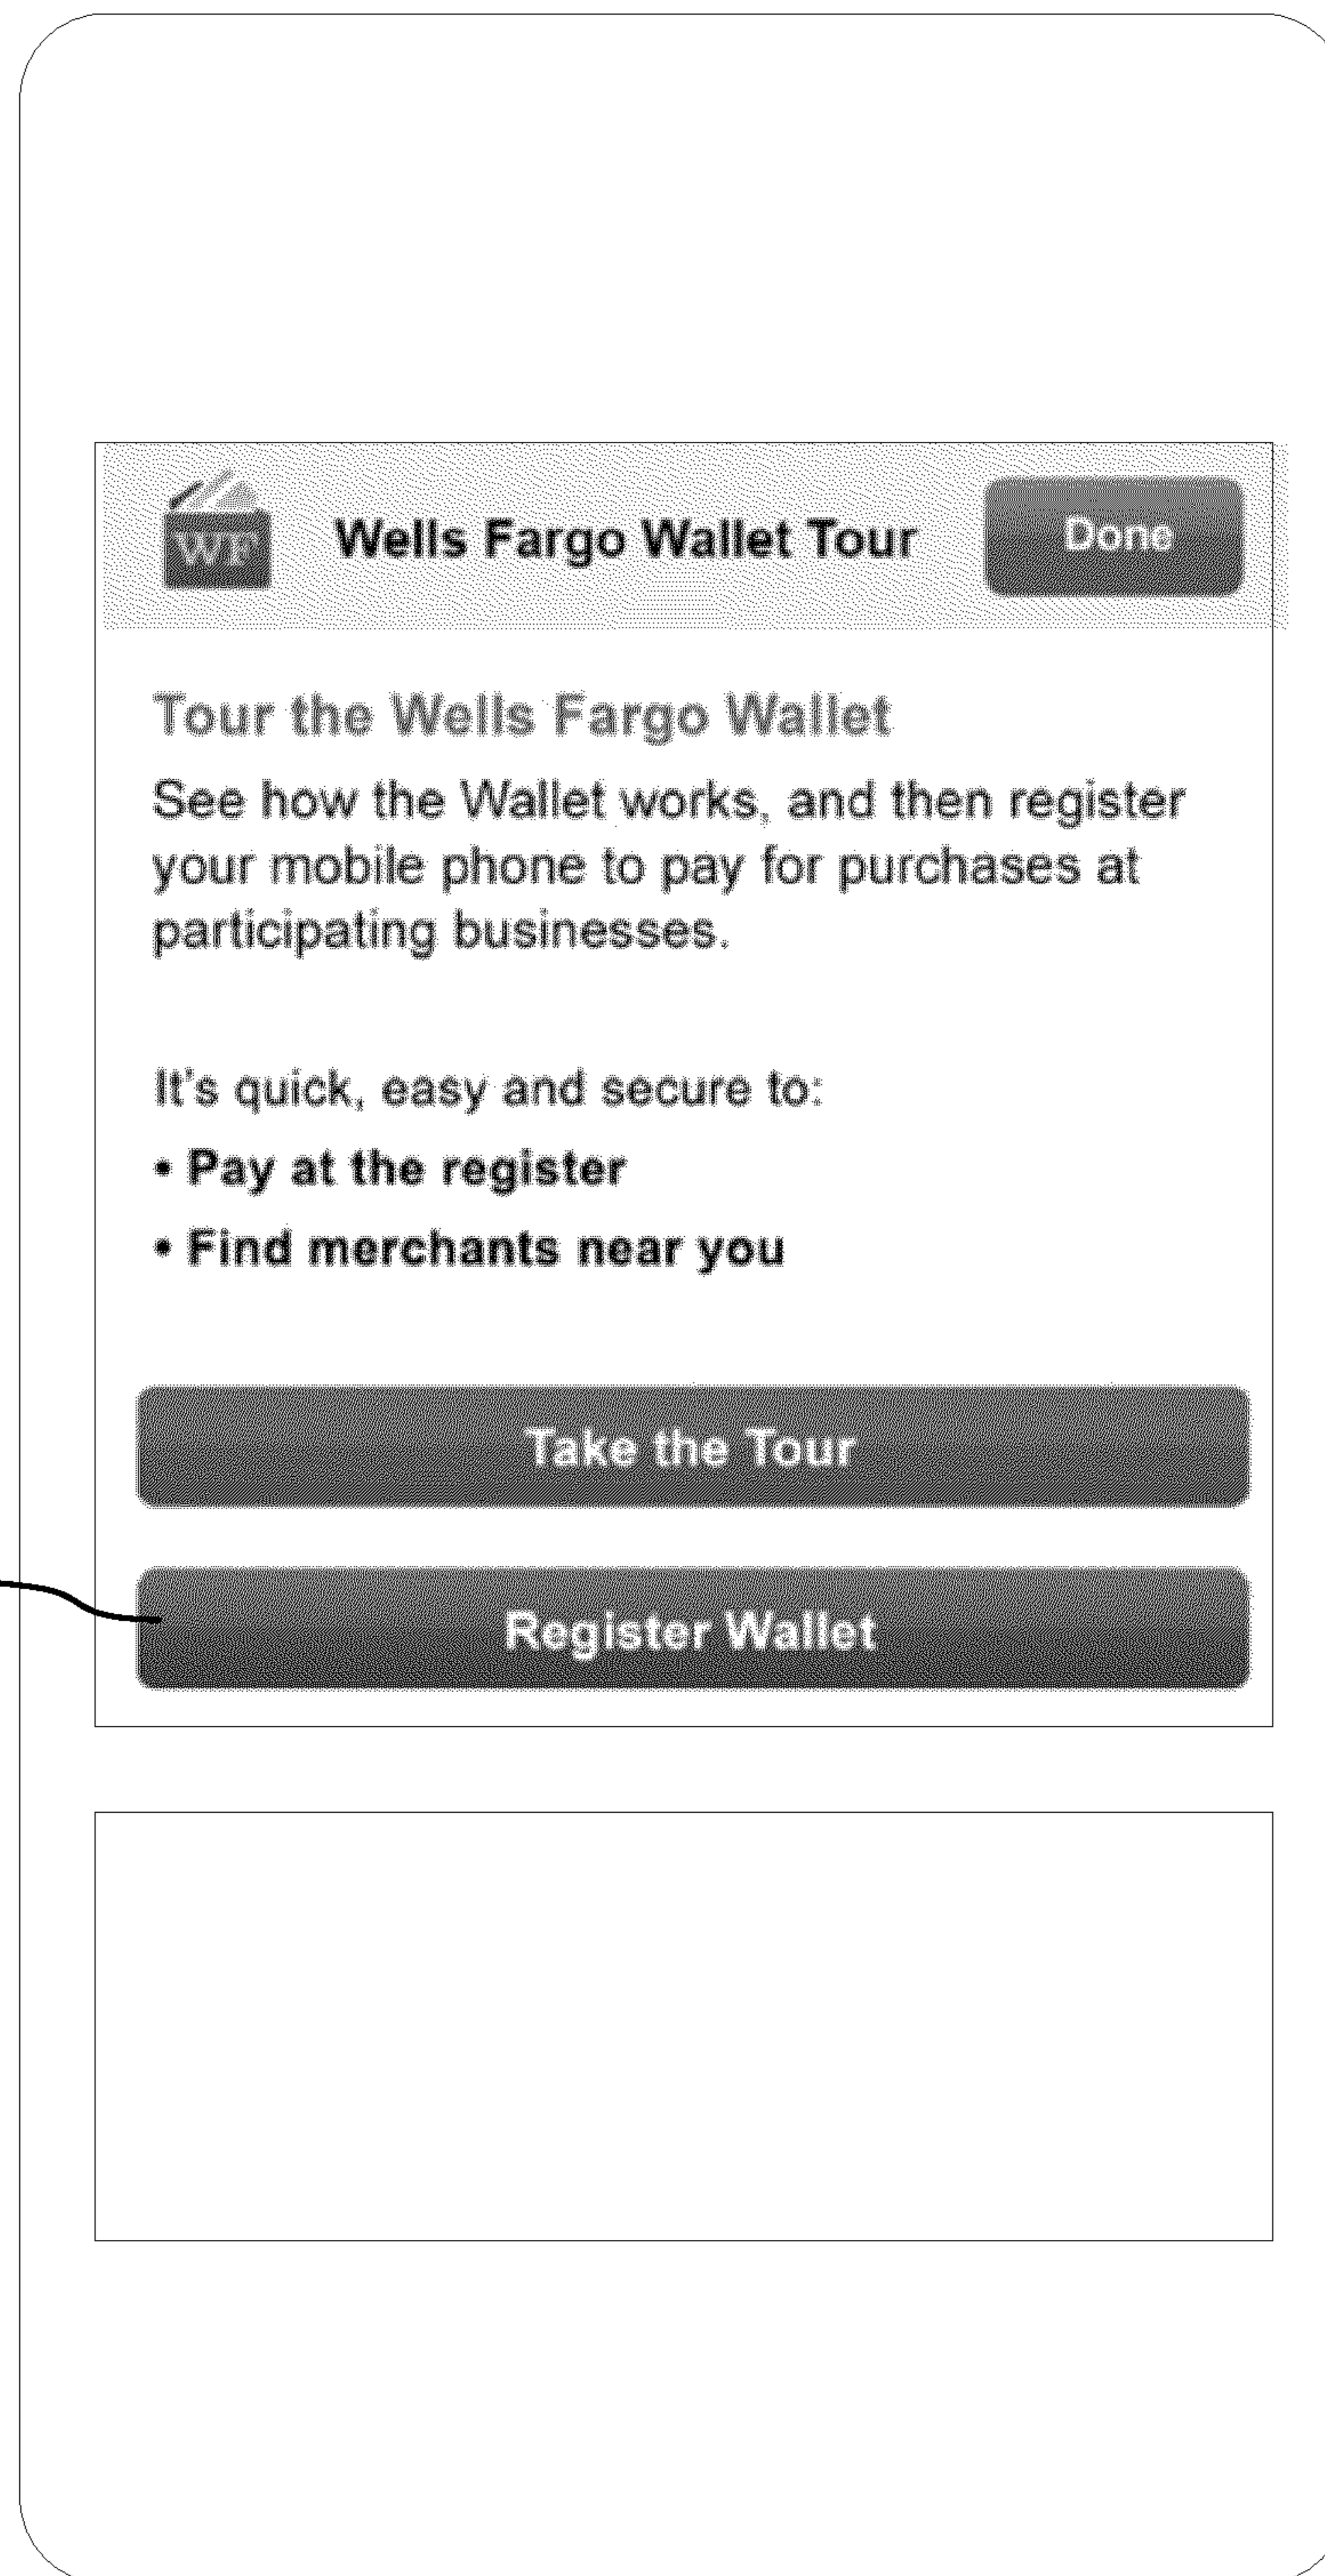 WF
Wells Fargo Wallet Tour
Done
Tour the Wells Fargo Wallet
See how the Wallet works, and then register
your mobile phone to pay for purchases at
participating businesses.
It's quick, easy and secure to:
• Pay at the register
• Find merchants near you
Take the Tour
Register Wallet